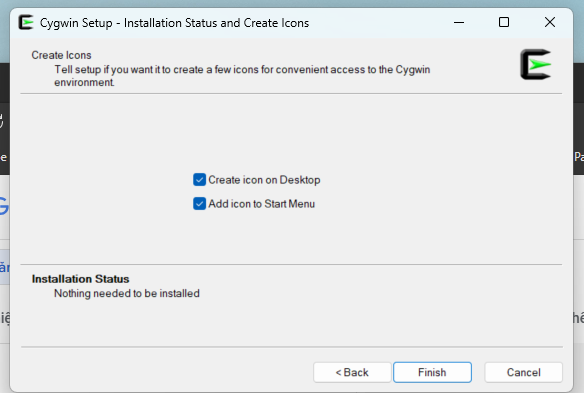 Cygwin Setup - Installation Status and Create Icons
Create Icons
Tell setup if you want it to create a few icons for convenient access to the Cygwin
environment.
Create icon on Desktop
Add icon to Start Menu
Installation Status
Nothing needed to be installed
< Back
Finish
Cancel